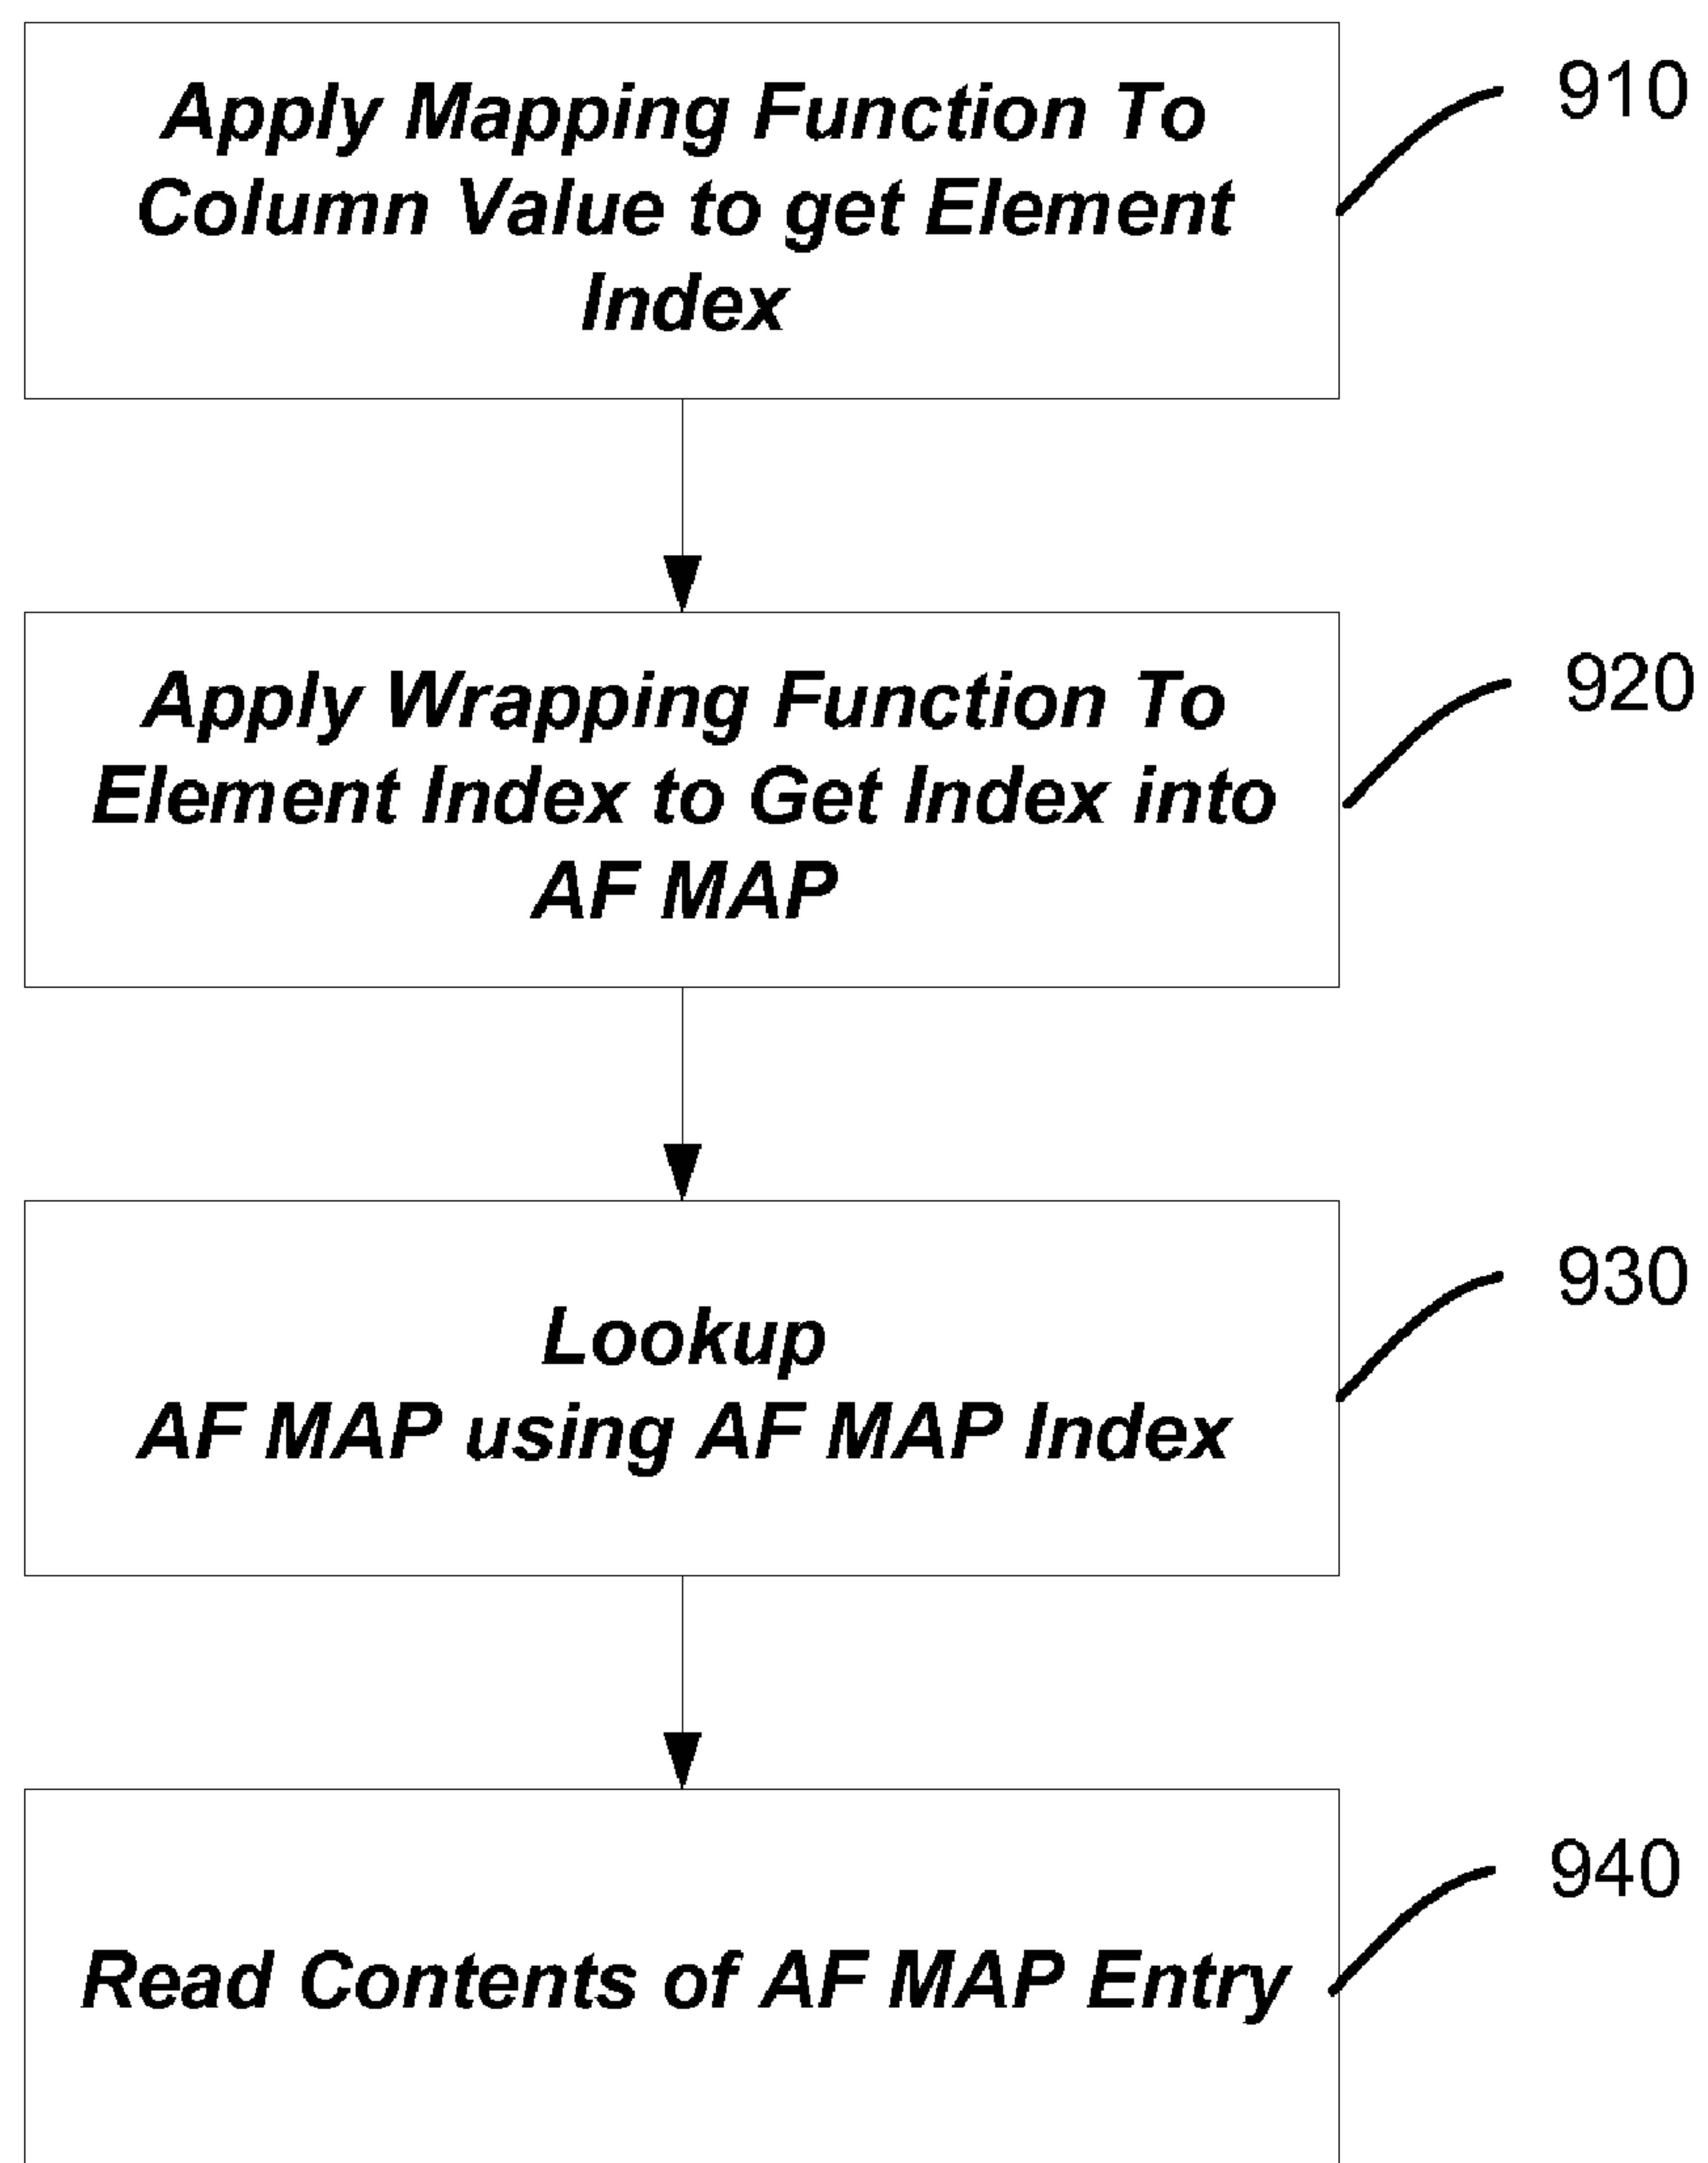 Apply Mapping Function To
Column Value to get Element
Index
910
Apply Wrapping Function To
Element Index to Get Index into
AF MAP
920
Lookup
AF MAP using AF MAP Index
930
Read Contents of AF MAP Entry
940